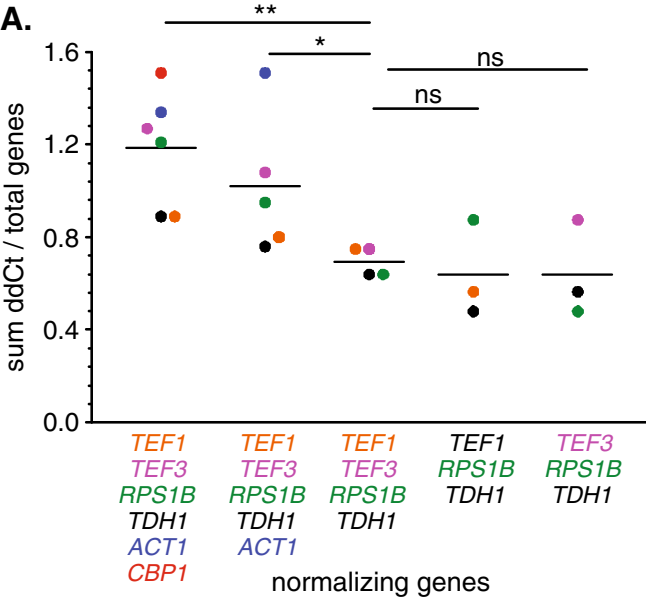 A.
**
*
ns
ns
1.6
1.2
0.8
0.4
0.0
sum ddCt / total genes
TEF1 TEF1 TEF1 TEF1 TEF3
TEF3 TEF3 TEF3 RPS1B RPS1B
RPS1B RPS1B RPS1B TDH1 TDH1
TDH1 TDH1 TDH1
ACT1 ACT1
CBP1
normalizing genes